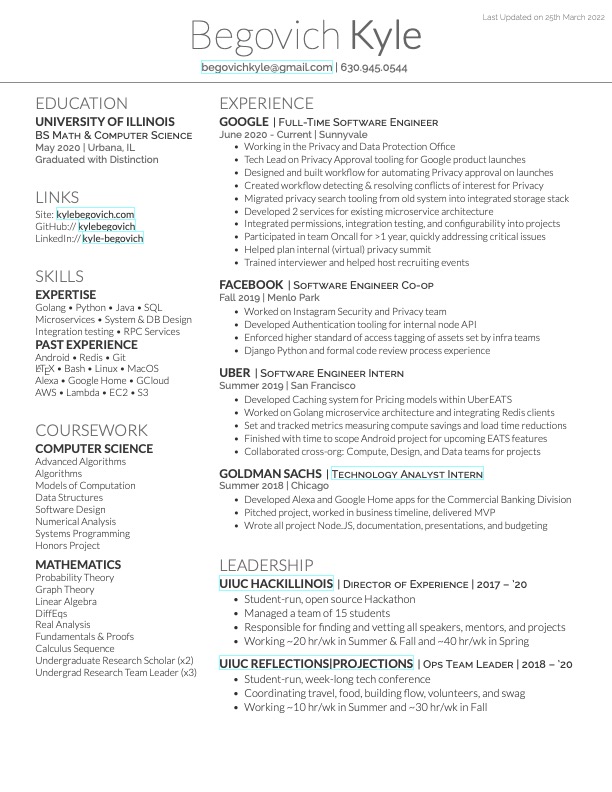 Last Updated on 25th March 2022
Begovich Kyle
begovichkyle@gmail.com | 630.945.0544
EDUCATION
UNIVERSITY OF ILLINOIS
BS Math & Computer Science
May 2020 | Urbana, IL
Graduated with Distinction
LINKS
Site: kylebegovich.com
GitHub:// kylebegovich
LinkedIn:// kyle-begovich
SKILLS
EXPERTISE
Golang • Python • Java • SQL
Microservices • System & DB Design
Integration testing • RPC Services
PAST EXPERIENCE
Android • Redis • Git
LaTeX • Bash • Linux • MacOS
Alexa • Google Home • GCloud
AWS • Lambda • EC2 • S3
COURSEWORK
COMPUTER SCIENCE
Advanced Algorithms
Algorithms
Models of Computation
Data Structures
Software Design
Numerical Analysis
Systems Programming
Honors Project
MATHEMATICS
Probability Theory
Graph Theory
Linear Algebra
DiffEqs
Real Analysis
Fundamentals & Proofs
Calculus Sequence
Undergraduate Research Scholar (x2)
Undergrad Research Team Leader (x3)
EXPERIENCE
GOOGLE | Full-Time Software Engineer
June 2020 - Current | Sunnyvale
• Working in the Privacy and Data Protection Office
• Tech Lead on Privacy Approval tooling for Google product launches
• Designed and built workflow for automating Privacy approval on launches
• Created workflow detecting & resolving conflicts of interest for Privacy
• Migrated privacy search tooling from old system into integrated storage stack
• Developed 2 services for existing microservice architecture
• Integrated permissions, integration testing, and configurability into projects
• Participated in team Oncall for >1 year, quickly addressing critical issues
• Helped plan internal (virtual) privacy summit
• Trained interviewer and helped host recruiting events
FACEBOOK | Software Engineer Co-op
Fall 2019 | Menlo Park
• Worked on Instagram Security and Privacy team
• Developed Authentication tooling for internal node API
• Enforced higher standard of access tagging of assets set by infra teams
• Django Python and formal code review process experience
UBER | Software Engineer Intern
Summer 2019 | San Francisco
• Developed Caching system for Pricing models within UberEATS
• Worked on Golang microservice architecture and integrating Redis clients
• Set and tracked metrics measuring compute savings and load time reductions
• Finished with time to scope Android project for upcoming EATS features
• Collaborated cross-org: Compute, Design, and Data teams for projects
GOLDMAN SACHS | Technology Analyst Intern
Summer 2018 | Chicago
• Developed Alexa and Google Home apps for the Commercial Banking Division
• Pitched project, worked in business timeline, delivered MVP
• Wrote all project Node.JS, documentation, presentations, and budgeting
LEADERSHIP
UIUC HACKILLINOIS | Director of Experience | 2017 – '20
• Student-run, open source Hackathon
• Managed a team of 15 students
• Responsible for finding and vetting all speakers, mentors, and projects
• Working ~20 hr/wk in Summer & Fall and ~40 hr/wk in Spring
UIUC REFLECTIONS|PROJECTIONS | Ops Team Leader | 2018 – '20
• Student-run, week-long tech conference
• Coordinating travel, food, building flow, volunteers, and swag
• Working ~10 hr/wk in Summer and ~30 hr/wk in Fall